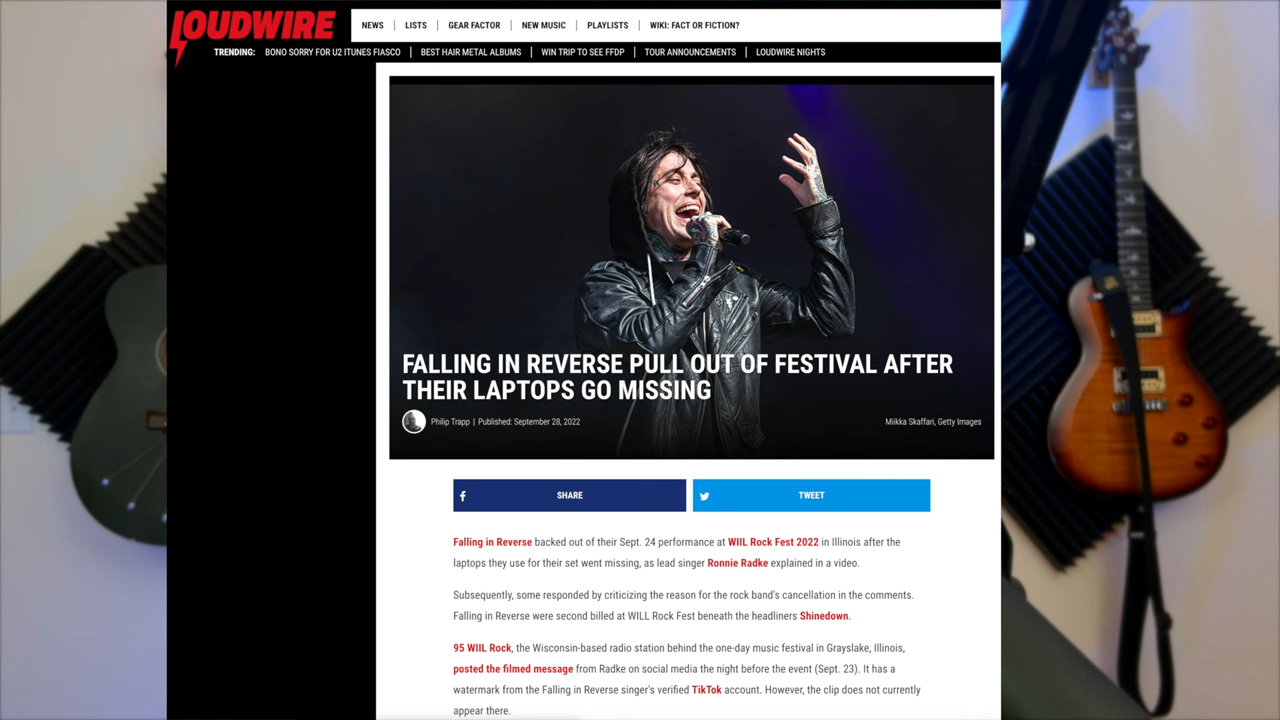 LOUDWIRE
NEWS | LISTS | GEAR FACTOR | NEW MUSIC | PLAYLISTS | WIKI: FACT OR FICTION?
TRENDING: BONO SORRY FOR U2 ITUNES FIASCO | BEST HAIR METAL ALBUMS | WIN TRIP TO SEE FFDP | TOUR ANNOUNCEMENTS | LOUDWIRE NIGHTS
FALLING IN REVERSE PULL OUT OF FESTIVAL AFTER
THEIR LAPTOPS GO MISSING
Philip Trapp | Published: September 28, 2022
Miikka Skaffari, Getty Images
SHARE
TWEET
Falling in Reverse backed out of their Sept. 24 performance at WIIL Rock Fest 2022 in Illinois after the
laptops they use for their set went missing, as lead singer Ronnie Radke explained in a video.
Subsequently, some responded by criticizing the reason for the rock band's cancellation in the comments.
Falling in Reverse were second billed at WILL Rock Fest beneath the headliners Shinedown.
95 WIIL Rock, the Wisconsin-based radio station behind the one-day music festival in Grayslake, Illinois,
posted the filmed message from Radke on social media the night before the event (Sept. 23). It has a
watermark from the Falling in Reverse singer's verified TikTok account. However, the clip does not currently
appear there.